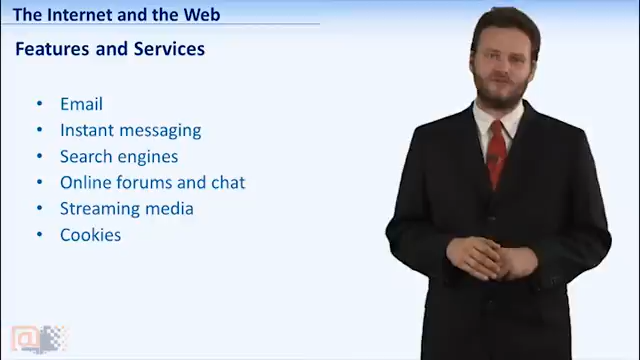 The Internet and the Web
Features and Services
• Email
• Instant messaging
• Search engines
• Online forums and chat
• Streaming media
• Cookies
@